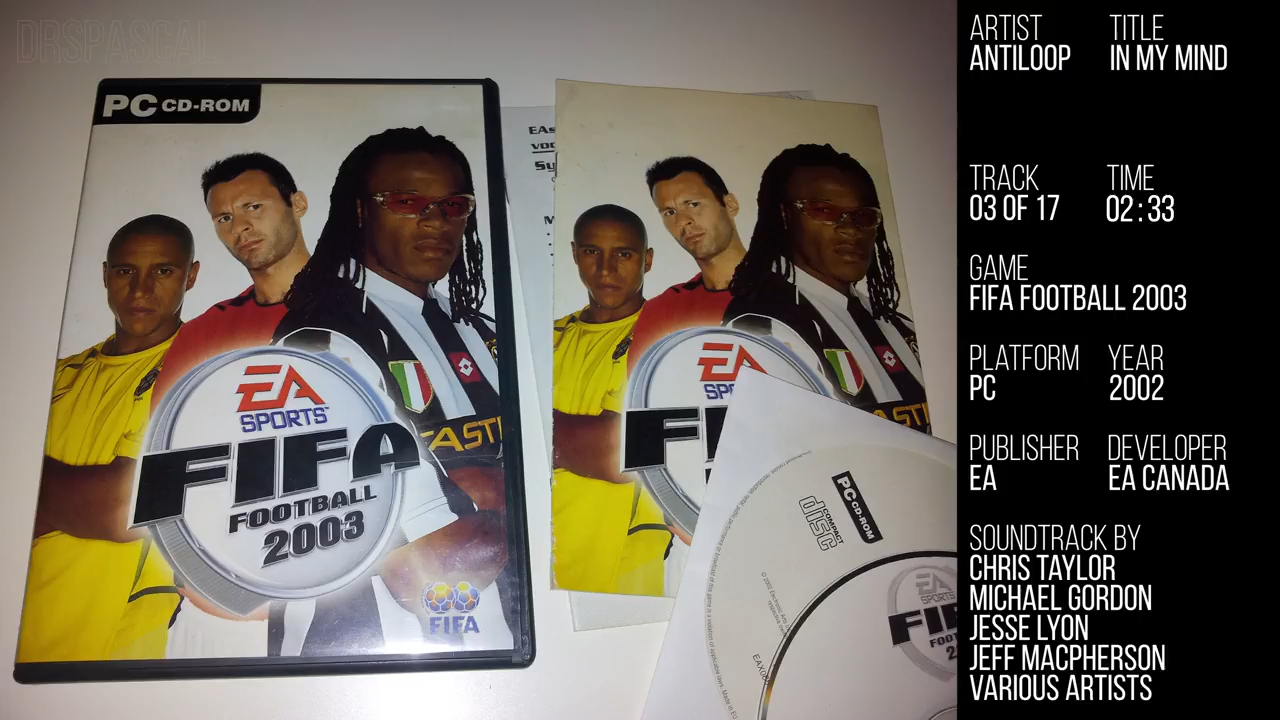 DRSPASCAL
PC CD-ROM
EA
SPORTS
FIFA
FOOTBALL
2003
FIFA
FASTW
EA
PC CD-ROM
COMPACT
disc
EA
SPORTS
ARTIST
ANTILOOP
TITLE
IN MY MIND
TRACK
03 OF 17
TIME
02 : 33
GAME
FIFA FOOTBALL 2003
PLATFORM
PC
YEAR
2002
PUBLISHER
EA
DEVELOPER
EA CANADA
SOUNDTRACK BY
CHRIS TAYLOR
MICHAEL GORDON
JESSE LYON
JEFF MACPHERSON
VARIOUS ARTISTS